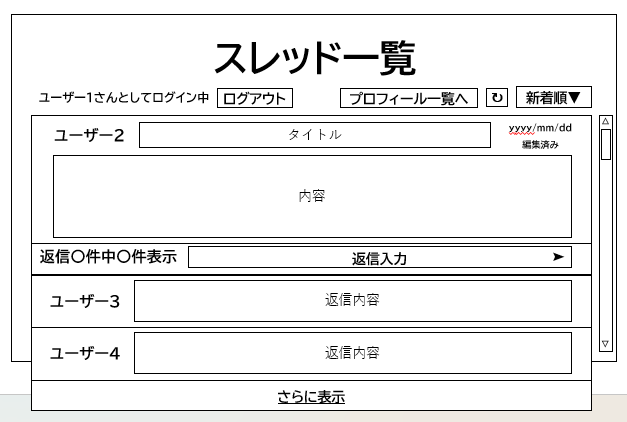 スレッド一覧
ユーザー1さんとしてログイン中 ログアウト プロフィール一覧へ ↻ 新着順▼
ユーザー2 タイトル yyyy/mm/dd
編集済み
内容
返信〇件中〇件表示 返信入力 ➤
ユーザー3 返信内容
ユーザー4 返信内容
さらに表示